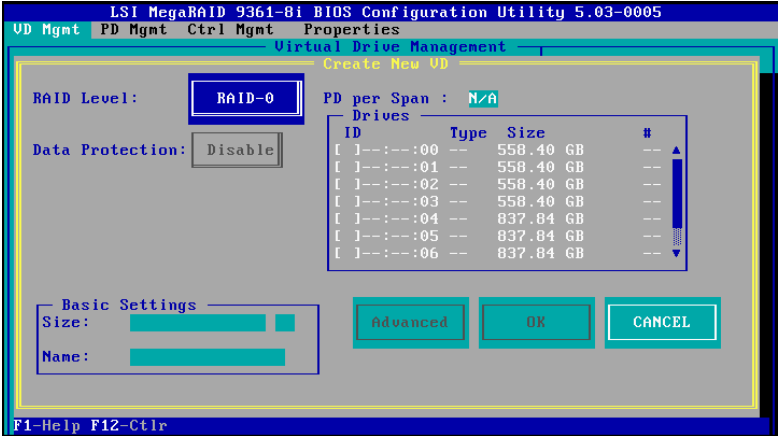 LSI MegaRAID 9361-8i BIOS Configuration Utility 5.03-0005
VD Mgmt PD Mgmt Ctrl Mgmt Properties
Virtual Drive Management
Create New VD
RAID Level: RAID-0 PD per Span : N/A
Drives
ID Type Size #
Data Protection: Disable
[ ]--:--:00 -- 558.40 GB --
[ ]--:--:01 -- 558.40 GB --
[ ]--:--:02 -- 558.40 GB --
[ ]--:--:03 -- 558.40 GB --
[ ]--:--:04 -- 837.84 GB --
[ ]--:--:05 -- 837.84 GB --
[ ]--:--:06 -- 837.84 GB --
Basic Settings
Size:
Name:
Advanced OK CANCEL
F1-Help F12-Ctlr